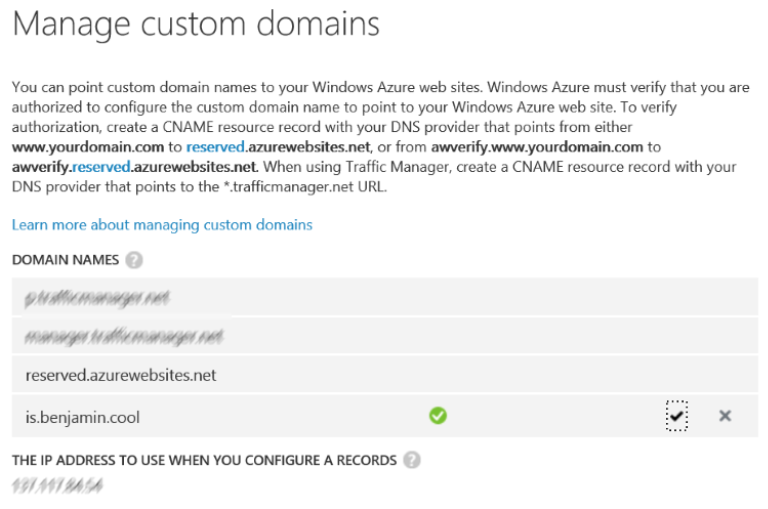 Manage custom domains
You can point custom domain names to your Windows Azure web sites. Windows Azure must verify that you are
authorized to configure the custom domain name to point to your Windows Azure web site. To verify
authorization, create a CNAME resource record with your DNS provider that points from either
www.yourdomain.com to reserved.azurewebsites.net, or from awverify.www.yourdomain.com to
awverify.reserved.azurewebsites.net. When using Traffic Manager, create a CNAME resource record with your
DNS provider that points to the *.trafficmanager.net URL.
Learn more about managing custom domains
DOMAIN NAMES ?
reserved.azurewebsites.net
is.benjamin.cool
THE IP ADDRESS TO USE WHEN YOU CONFIGURE A RECORDS ?